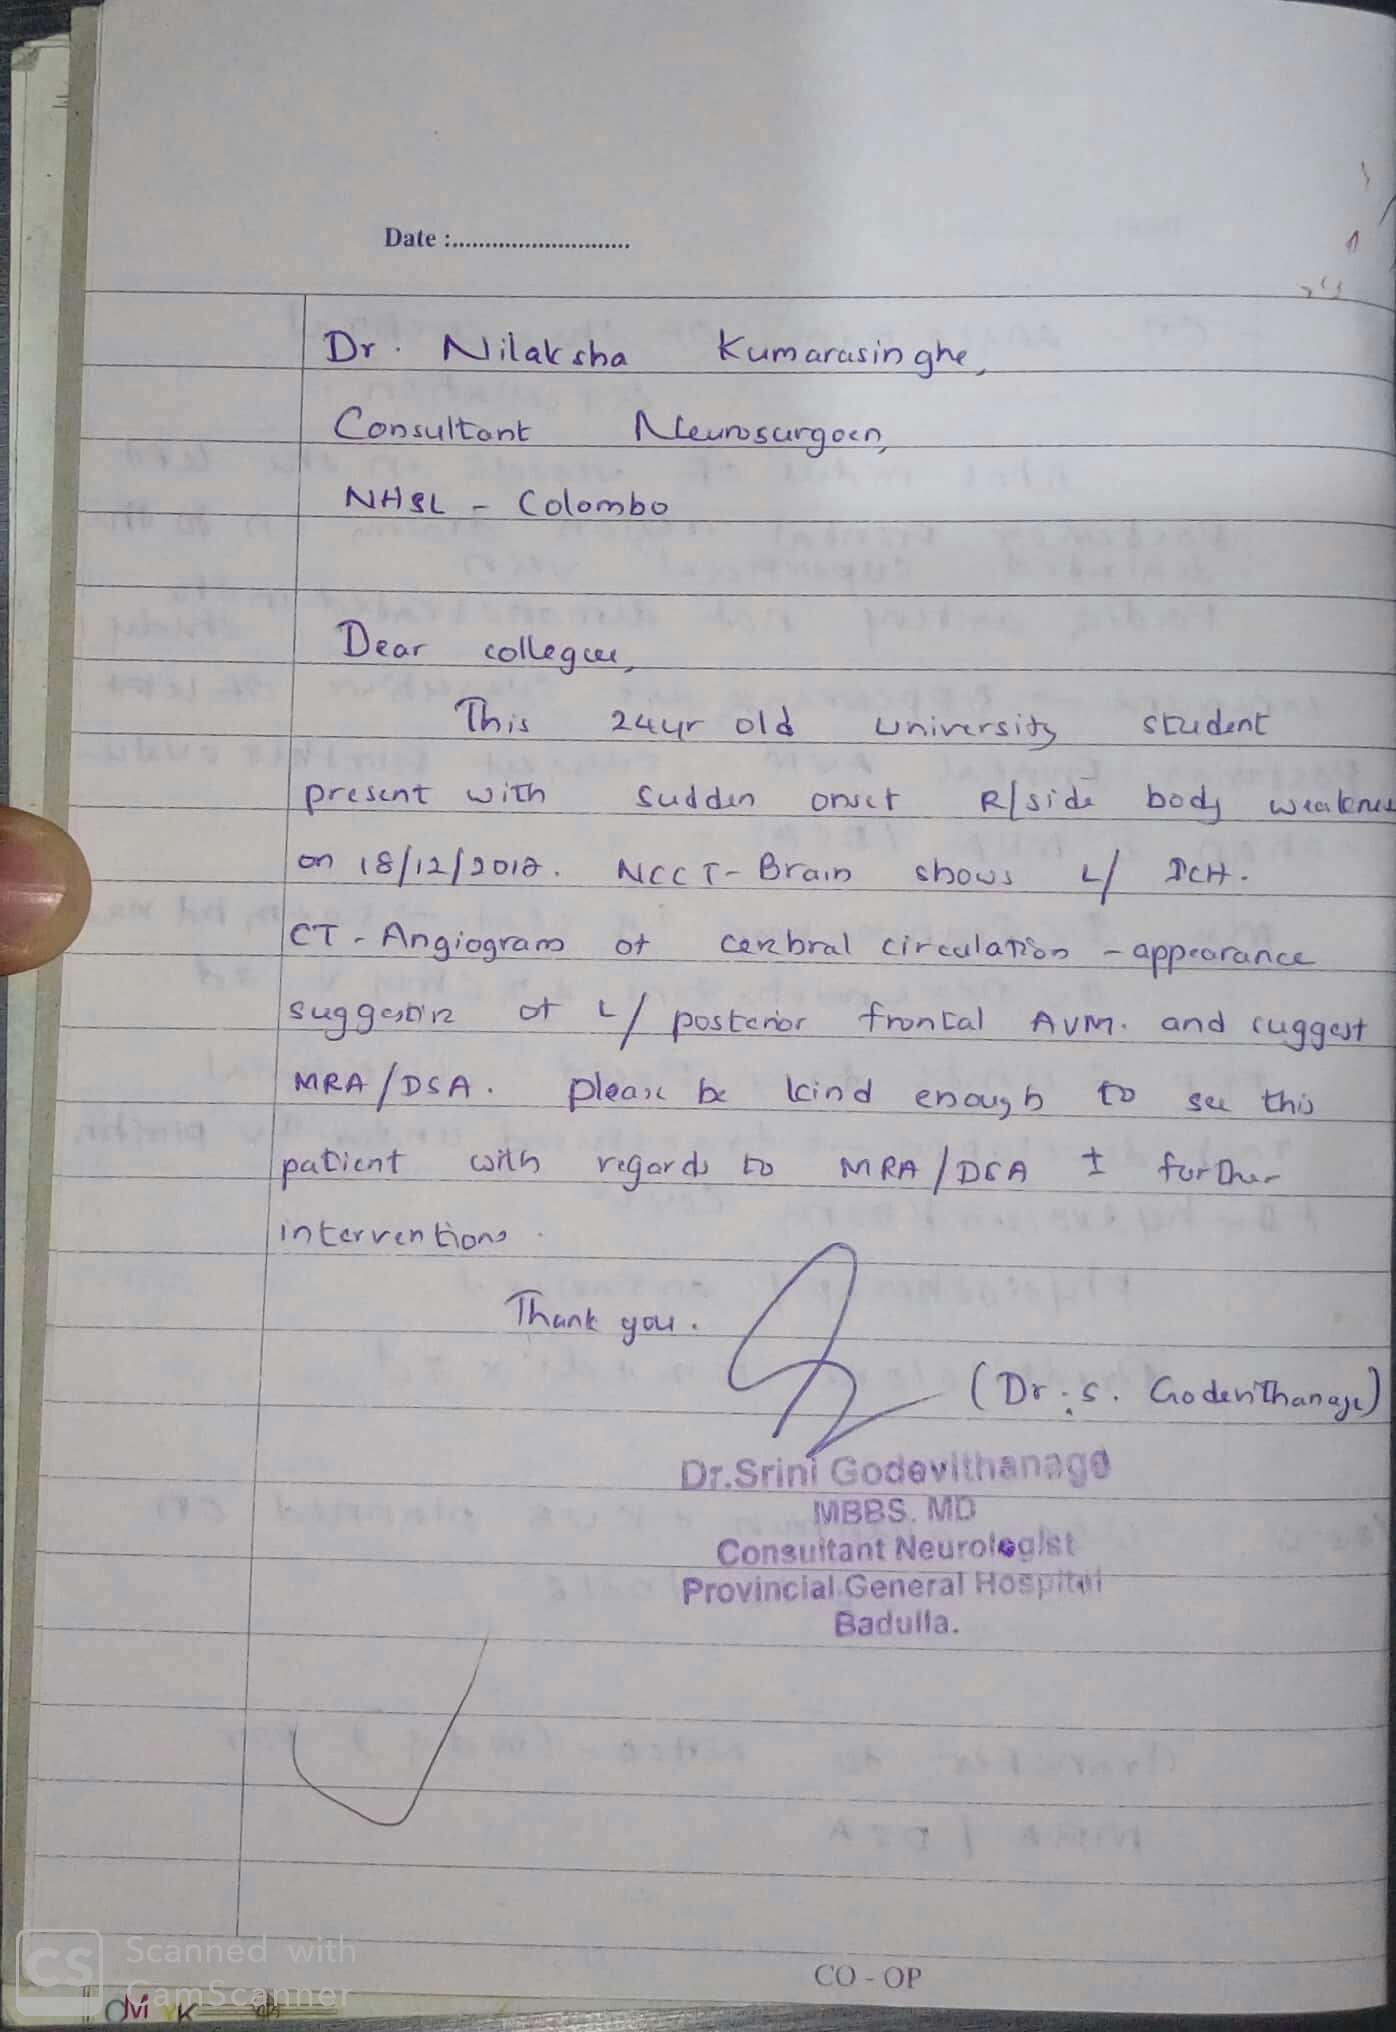 Date :............................
Dr. Nilaksha Kumarasinghe,
Consultant Neurosurgoen,
NHSL - Colombo
Dear collegue,
This 24yr old university student
present with sudden onset R/side body weakness
on 18/12/2018. NCCT-Brain shows L/ ICH.
CT-Angiogram of cerebral circulation - appearance
suggestive of L/ posterior frontal AVM. and suggest
MRA/DSA. please be kind enough to see this
patient with regards to MRA/DSA ± further
interventions.
Thank you.
(Dr. S. Godevithanage)
Dr.Srini Godevithanage
MBBS. MD
Consultant Neurologist
Provincial General Hospital
Badulla.
CO - OP
CS Scanned with
CamScanner